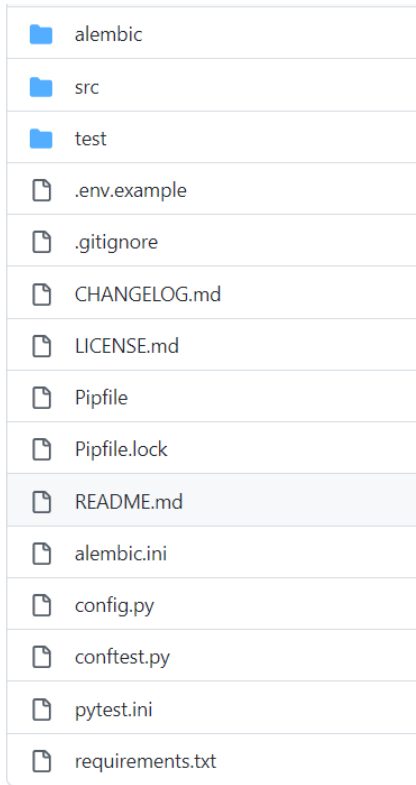 alembic
src
test
.env.example
.gitignore
CHANGELOG.md
LICENSE.md
Pipfile
Pipfile.lock
README.md
alembic.ini
config.py
conftest.py
pytest.ini
requirements.txt